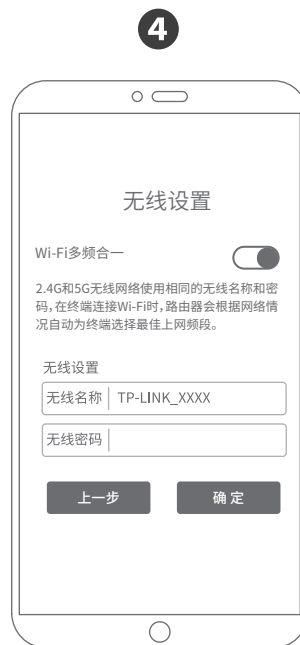 4
无线设置
Wi-Fi多频合一
2.4G和5G无线网络使用相同的无线名称和密
码,在终端连接Wi-Fi时,路由器会根据网络情
况自动为终端选择最佳上网频段。
无线设置
无线名称 TP-LINK_XXXX
无线密码
上一步 确 定